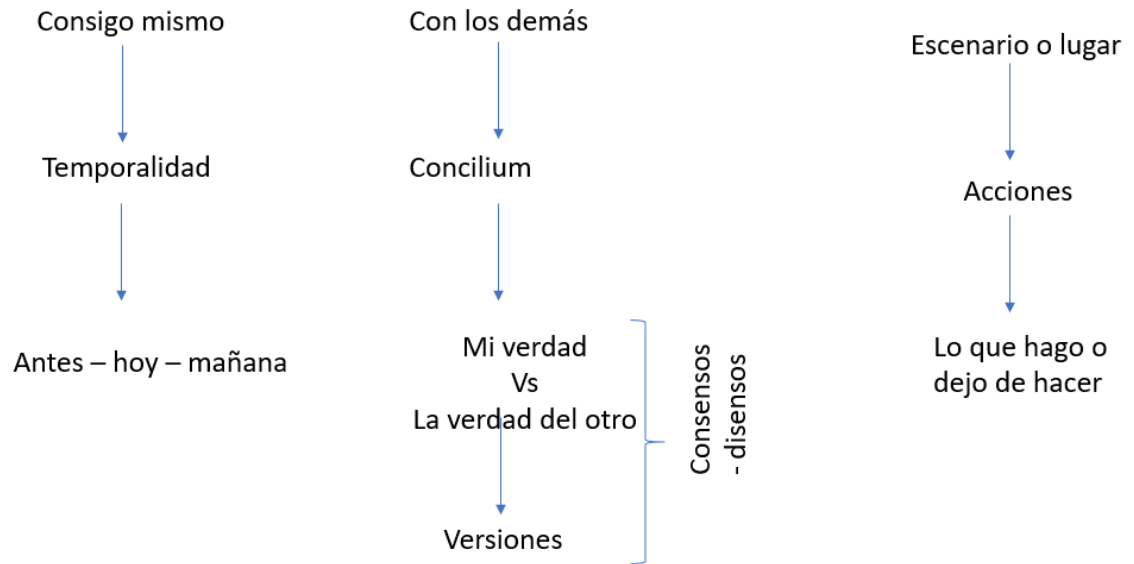 Consigo mismo
Con los demás
Escenario o lugar
Temporalidad
Concilium
Acciones
Antes – hoy – mañana
Mi verdad
Vs
La verdad del otro
Versiones
Consensos
- disensos
Lo que hago o
dejo de hacer